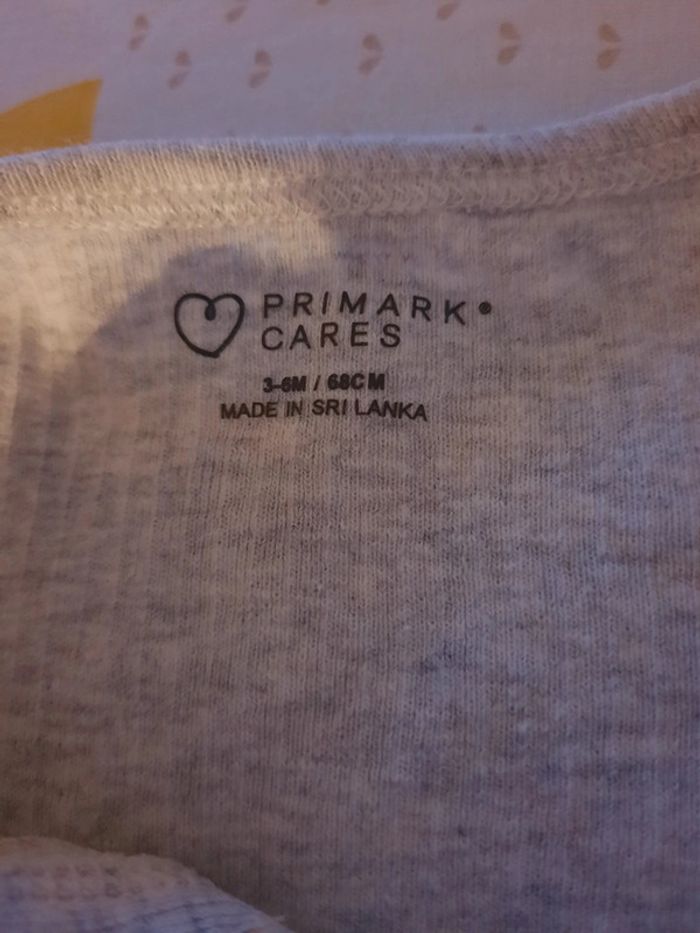 PRIMARK®
CARES
3-6M / 68CM
MADE IN SRI LANKA